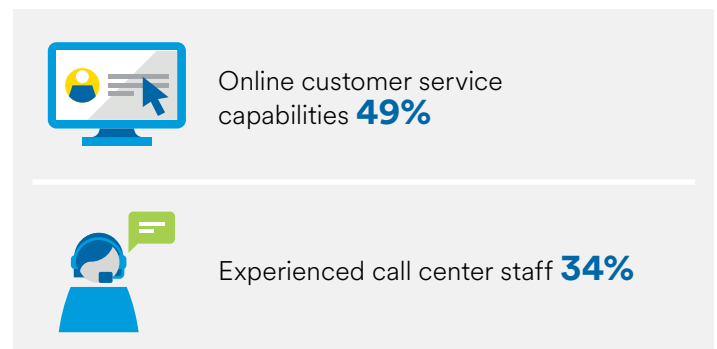 Online customer service
capabilities 49%
Experienced call center staff 34%